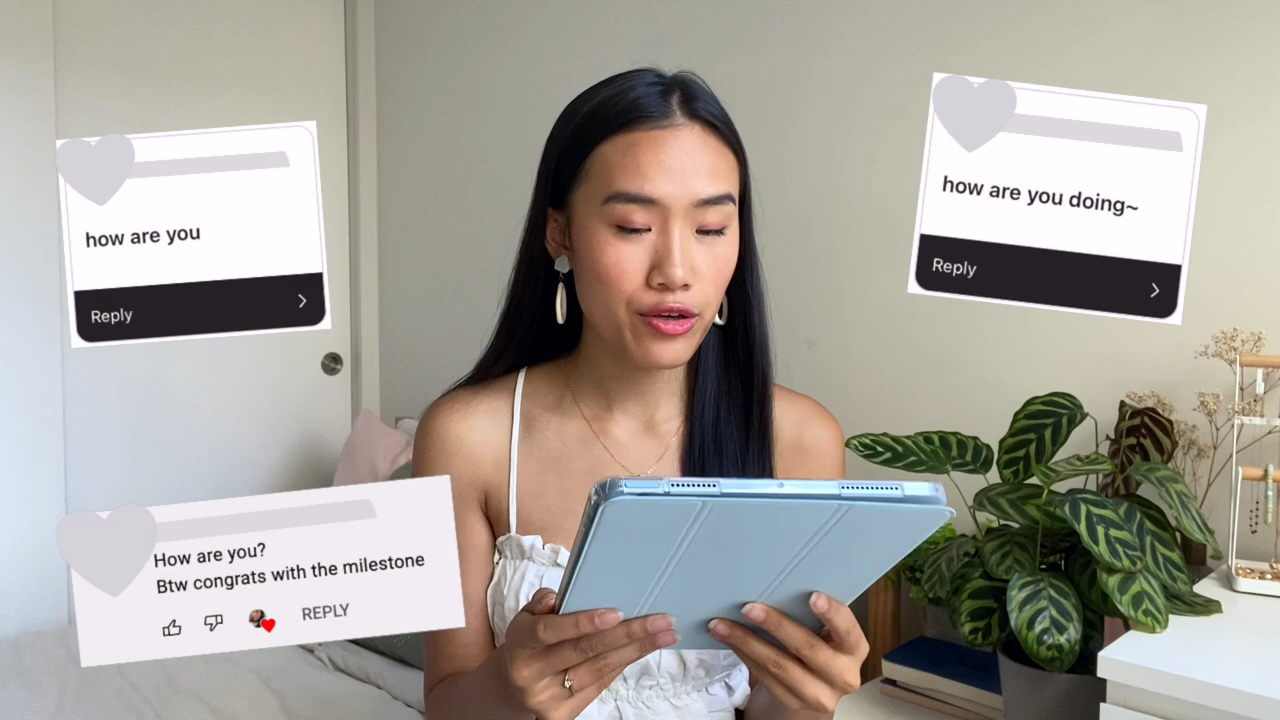 how are you
Reply
how are you doing~
Reply
How are you?
Btw congrats with the milestone
REPLY